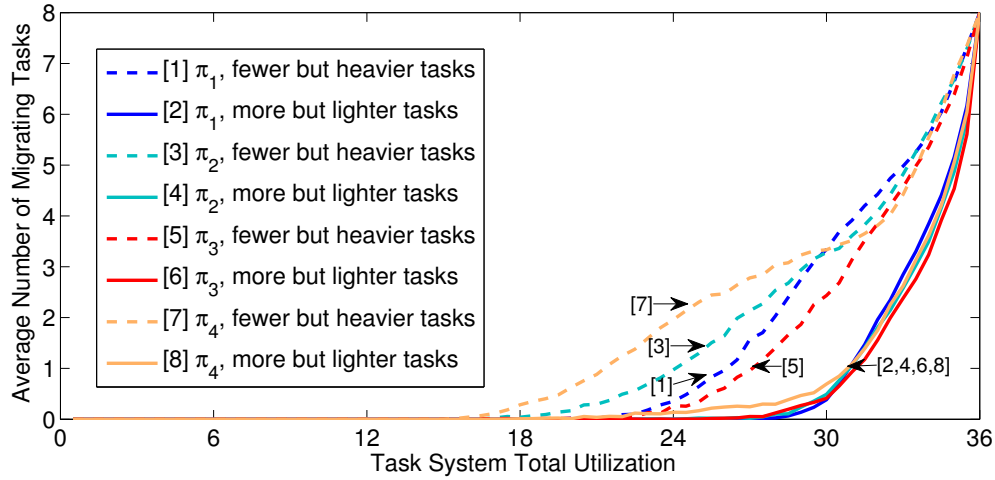 Average Number of Migrating Tasks
8
7
6
5
4
3
2
1
0
[1] π1, fewer but heavier tasks
[2] π1, more but lighter tasks
[3] π2, fewer but heavier tasks
[4] π2, more but lighter tasks
[5] π3, fewer but heavier tasks
[6] π3, more but lighter tasks
[7] π4, fewer but heavier tasks
[8] π4, more but lighter tasks
[7]
[3]
[1]
[5]
[2,4,6,8]
0 6 12 18 24 30 36
Task System Total Utilization